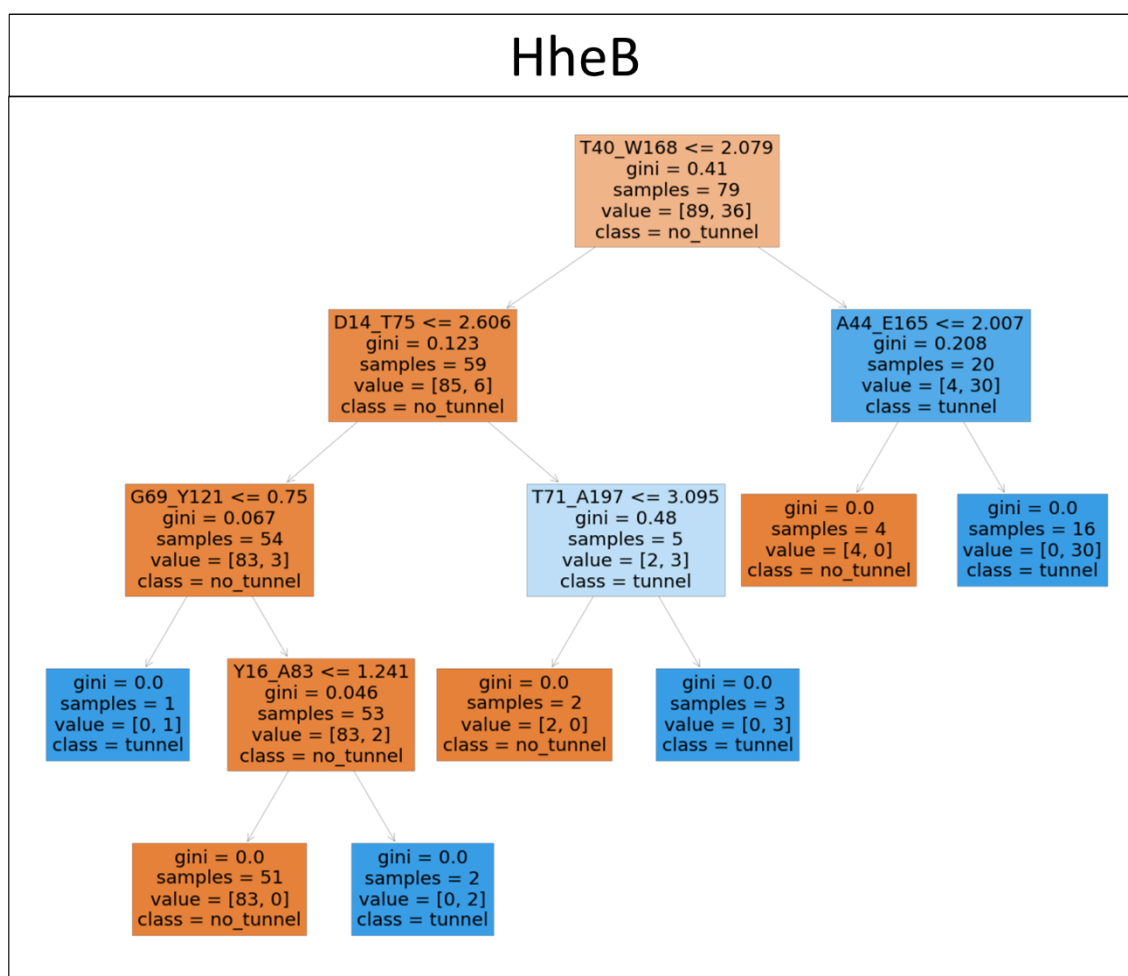 HheB
T40_W168 <= 2.079
gini = 0.41
samples = 79
value = [89, 36]
class = no_tunnel
D14_T75 <= 2.606
gini = 0.123
samples = 59
value = [85, 6]
class = no_tunnel
A44_E165 <= 2.007
gini = 0.208
samples = 20
value = [4, 30]
class = tunnel
G69_Y121 <= 0.75
gini = 0.067
samples = 54
value = [83, 3]
class = no_tunnel
T71_A197 <= 3.095
gini = 0.48
samples = 5
value = [2, 3]
class = tunnel
gini = 0.0
samples = 4
value = [4, 0]
class = no_tunnel
gini = 0.0
samples = 16
value = [0, 30]
class = tunnel
gini = 0.0
samples = 1
value = [0, 1]
class = tunnel
Y16_A83 <= 1.241
gini = 0.046
samples = 53
value = [83, 2]
class = no_tunnel
gini = 0.0
samples = 2
value = [2, 0]
class = no_tunnel
gini = 0.0
samples = 3
value = [0, 3]
class = tunnel
gini = 0.0
samples = 51
value = [83, 0]
class = no_tunnel
gini = 0.0
samples = 2
value = [0, 2]
class = tunnel